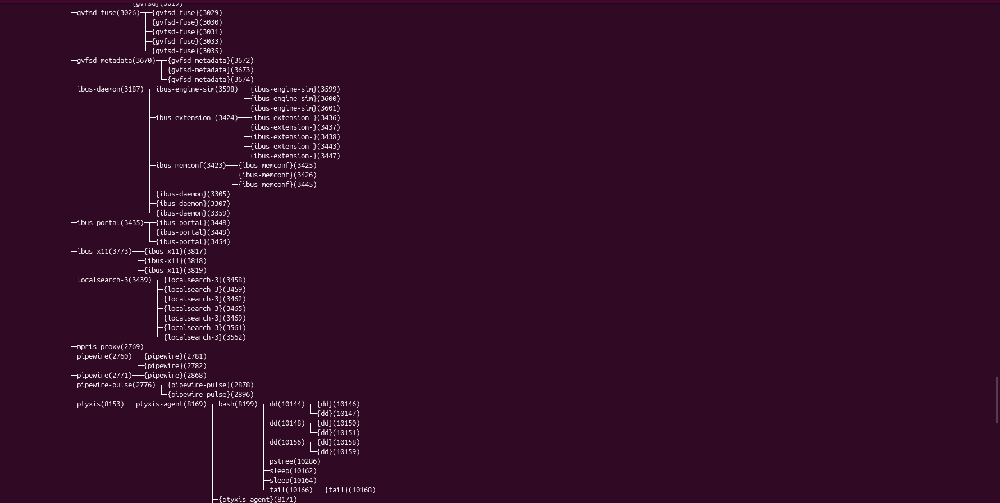 {gvfsd}(3019)
gvfsd-fuse(3026)─┬─{gvfsd-fuse}(3029)
├─{gvfsd-fuse}(3030)
├─{gvfsd-fuse}(3031)
├─{gvfsd-fuse}(3033)
└─{gvfsd-fuse}(3035)
├─gvfsd-metadata(3670)─┬─{gvfsd-metadata}(3672)
├─{gvfsd-metadata}(3673)
└─{gvfsd-metadata}(3674)
├─ibus-daemon(3187)─┬─ibus-engine-sim(3598)─┬─{ibus-engine-sim}(3599)
├─{ibus-engine-sim}(3600)
└─{ibus-engine-sim}(3601)
├─ibus-extension-(3424)─┬─{ibus-extension-}(3436)
├─{ibus-extension-}(3437)
├─{ibus-extension-}(3438)
├─{ibus-extension-}(3443)
└─{ibus-extension-}(3447)
├─ibus-memconf(3423)─┬─{ibus-memconf}(3425)
├─{ibus-memconf}(3426)
└─{ibus-memconf}(3445)
├─{ibus-daemon}(3305)
├─{ibus-daemon}(3307)
└─{ibus-daemon}(3359)
├─ibus-portal(3435)─┬─{ibus-portal}(3448)
├─{ibus-portal}(3449)
└─{ibus-portal}(3454)
├─ibus-x11(3773)─┬─{ibus-x11}(3817)
├─{ibus-x11}(3818)
└─{ibus-x11}(3819)
├─localsearch-3(3439)─┬─{localsearch-3}(3458)
├─{localsearch-3}(3459)
├─{localsearch-3}(3462)
├─{localsearch-3}(3465)
├─{localsearch-3}(3469)
├─{localsearch-3}(3561)
└─{localsearch-3}(3562)
├─mpris-proxy(2769)
├─pipewire(2760)─┬─{pipewire}(2781)
└─{pipewire}(2782)
├─pipewire(2771)───{pipewire}(2868)
├─pipewire-pulse(2776)─┬─{pipewire-pulse}(2878)
└─{pipewire-pulse}(2896)
├─ptyxis(8153)─┬─ptyxis-agent(8169)─┬─bash(8199)─┬─dd(10144)─┬─{dd}(10146)
└─{dd}(10147)
├─dd(10148)─┬─{dd}(10150)
└─{dd}(10151)
├─dd(10156)─┬─{dd}(10158)
└─{dd}(10159)
├─pstree(10286)
├─sleep(10162)
├─sleep(10164)
└─tail(10166)───{tail}(10168)
├─{ptyxis-agent}(8171)